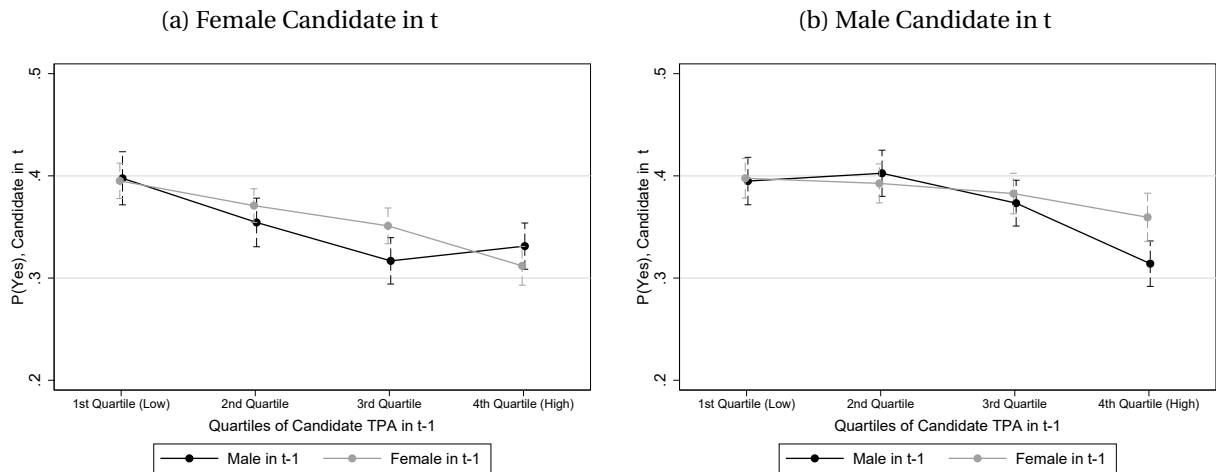 (a) Female Candidate in t
P(Yes), Candidate in t
.5
.4
.3
.2
1st Quartile (Low) 2nd Quartile 3rd Quartile 4th Quartile (High)
Quartiles of Candidate TPA in t-1
Male in t-1 Female in t-1
(b) Male Candidate in t
P(Yes), Candidate in t
.5
.4
.3
.2
1st Quartile (Low) 2nd Quartile 3rd Quartile 4th Quartile (High)
Quartiles of Candidate TPA in t-1
Male in t-1 Female in t-1